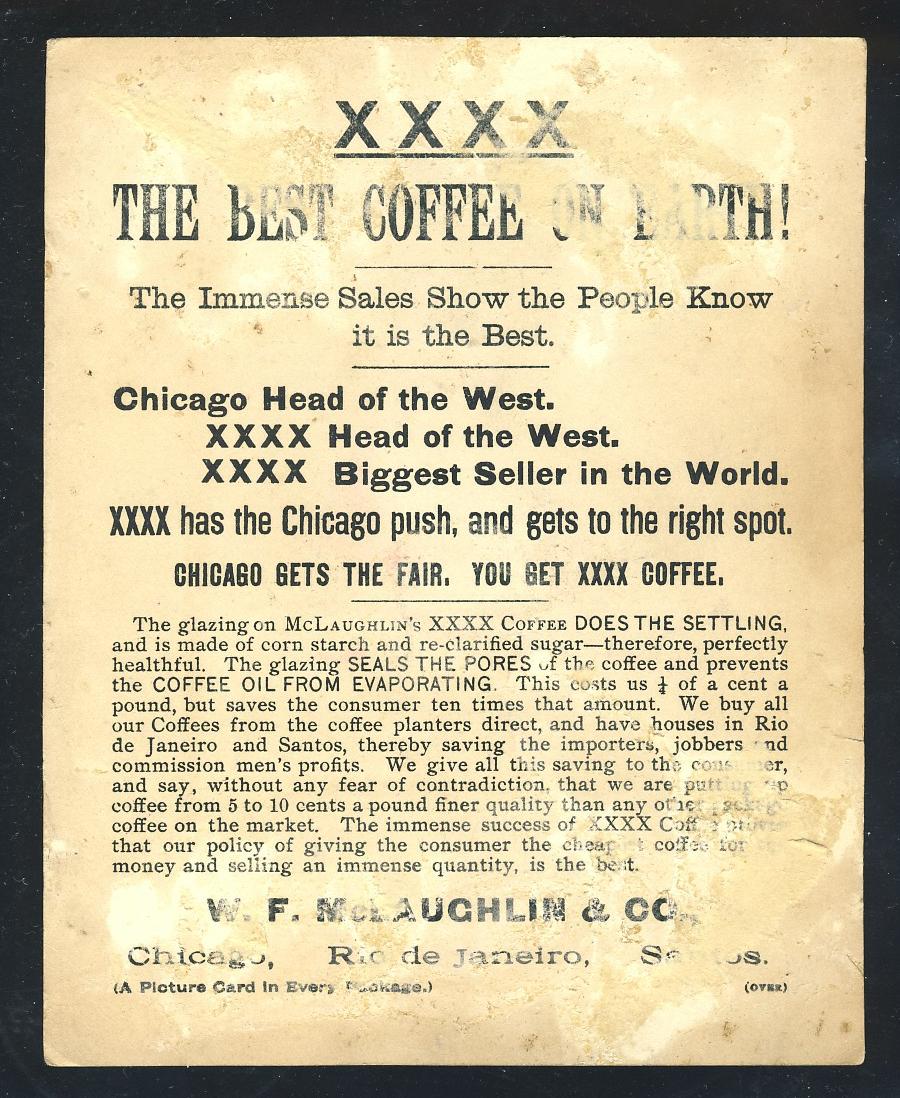 XXXX
THE BEST COFFEE ON EARTH!
The Immense Sales Show the People Know
it is the Best.
Chicago Head of the West.
XXXX Head of the West.
XXXX Biggest Seller in the World.
XXXX has the Chicago push, and gets to the right spot.
CHICAGO GETS THE FAIR. YOU GET XXXX COFFEE.
The glazing on McLAUGHLIN'S XXXX COFFEE DOES THE SETTLING,
and is made of corn starch and re-clarified sugar—therefore, perfectly
healthful. The glazing SEALS THE PORES of the coffee and prevents
the COFFEE OIL FROM EVAPORATING. This costs us ¼ of a cent a
pound, but saves the consumer ten times that amount. We buy all
our Coffees from the coffee planters direct, and have houses in Rio
de Janeiro and Santos, thereby saving the importers, jobbers and
commission men's profits. We give all this saving to the consumer,
and say, without any fear of contradiction, that we are putting up
coffee from 5 to 10 cents a pound finer quality than any other package
coffee on the market. The immense success of XXXX Coffee proves
that our policy of giving the consumer the cheapest coffee for
money and selling an immense quantity, is the best.
W. F. McLAUGHLIN & CO.,
Chicago, Rio de Janeiro, Santos.
(A Picture Card in Every Package.) (OVER)